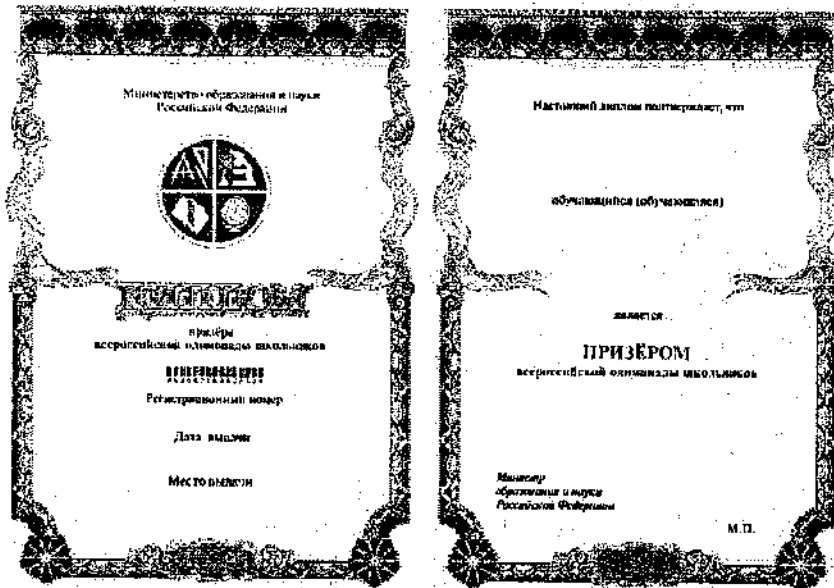 Министерство образования и науки
Российской Федерации
ДИПЛОМ
призёра
всероссийской олимпиады школьников
Регистрационный номер
Дата выдачи
Место выдачи
Настоящий диплом подтверждает, что
обучающийся (обучающаяся)
является
ПРИЗЁРОМ
всероссийской олимпиады школьников
Министр
образования и науки
Российской Федерации
М.П.